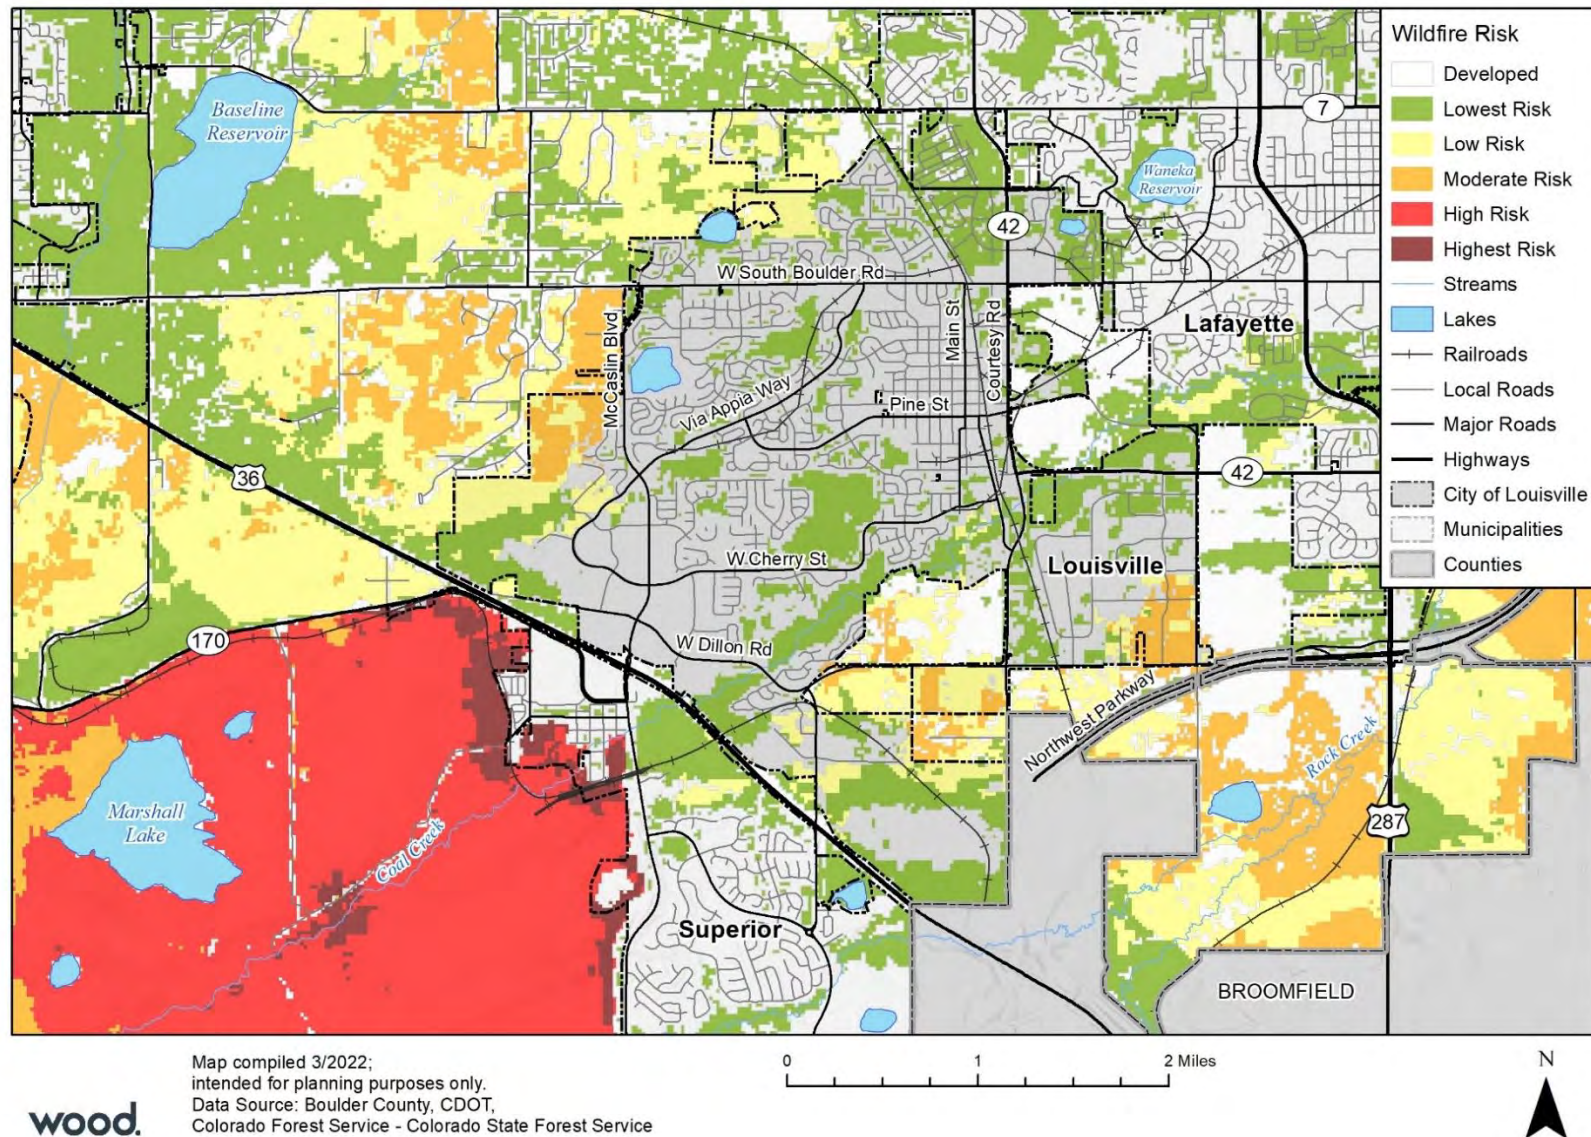 Wildfire Risk
Developed
Lowest Risk
Low Risk
Moderate Risk
High Risk
Highest Risk
Streams
Lakes
Railroads
Local Roads
Major Roads
Highways
City of Louisville
Municipalities
Counties
Baseline
Reservoir
7
Waneka
Reservoir
42
W South Boulder Rd
McCaslin Blvd
Main St
Courtesy Rd
Lafayette
Via Appia Way
Pine St
36
42
W Cherry St
Louisville
170
W Dillon Rd
Northwest Parkway
Rock Creek
Marshall
Lake
Coal Creek
287
Superior
BROOMFIELD
Map compiled 3/2022;
intended for planning purposes only.
Data Source: Boulder County, CDOT,
Colorado Forest Service - Colorado State Forest Service
wood.
0 1 2 Miles
N